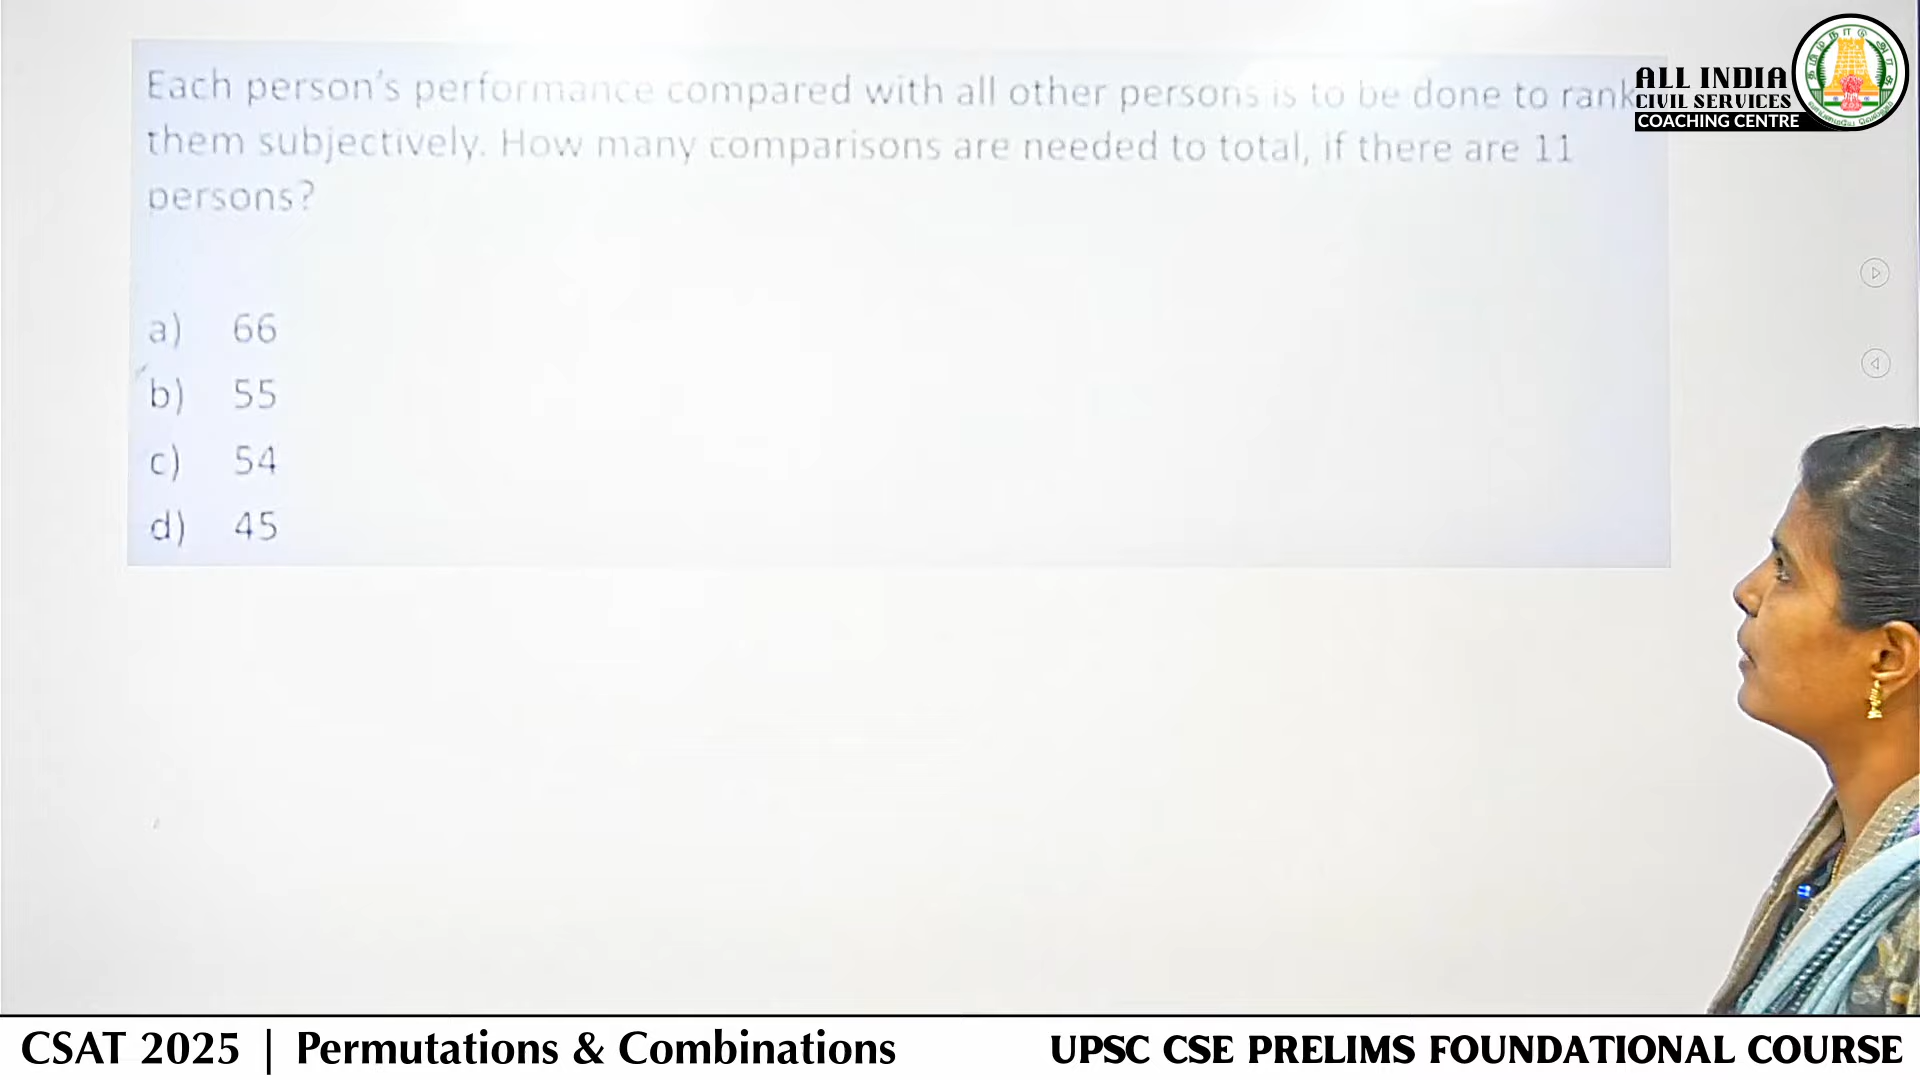 Each person's performance compared with all other persons is to be done to rank
them subjectively. How many comparisons are needed to total, if there are 11
persons?
a) 66
b) 55
c) 54
d) 45
ALL INDIA
CIVIL SERVICES
COACHING CENTRE
CSAT 2025 | Permutations & Combinations
UPSC CSE PRELIMS FOUNDATIONAL COURSE